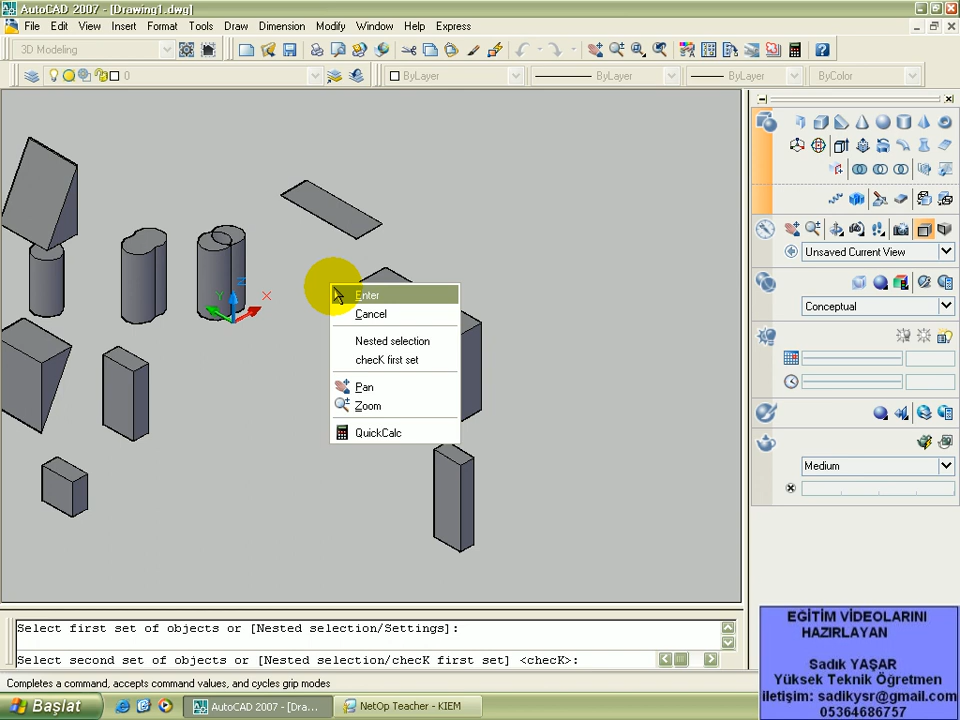 AutoCAD 2007 - [Drawing1.dwg]
File Edit View Insert Format Tools Draw Dimension Modify Window Help Express
3D Modeling
0
ByLayer
ByLayer
ByLayer
ByColor
Unsaved Current View
Z
Y
X
Enter
Cancel
Nested selection
checK first set
Pan
Zoom
QuickCalc
Conceptual
Medium
Select first set of objects or [Nested selection/Settings]:
Select second set of objects or [Nested selection/checK first set] <checK>:
Completes a command, accepts command values, and cycles grip modes
Başlat
AutoCAD 2007 - [Dra...
NetOp Teacher - KIEM
EĞİTİM VİDEOLARINI
HAZIRLAYAN
Sadık YAŞAR
Yüksek Teknik Öğretmen
iletişim: sadikysr@gmail.com
05364686757